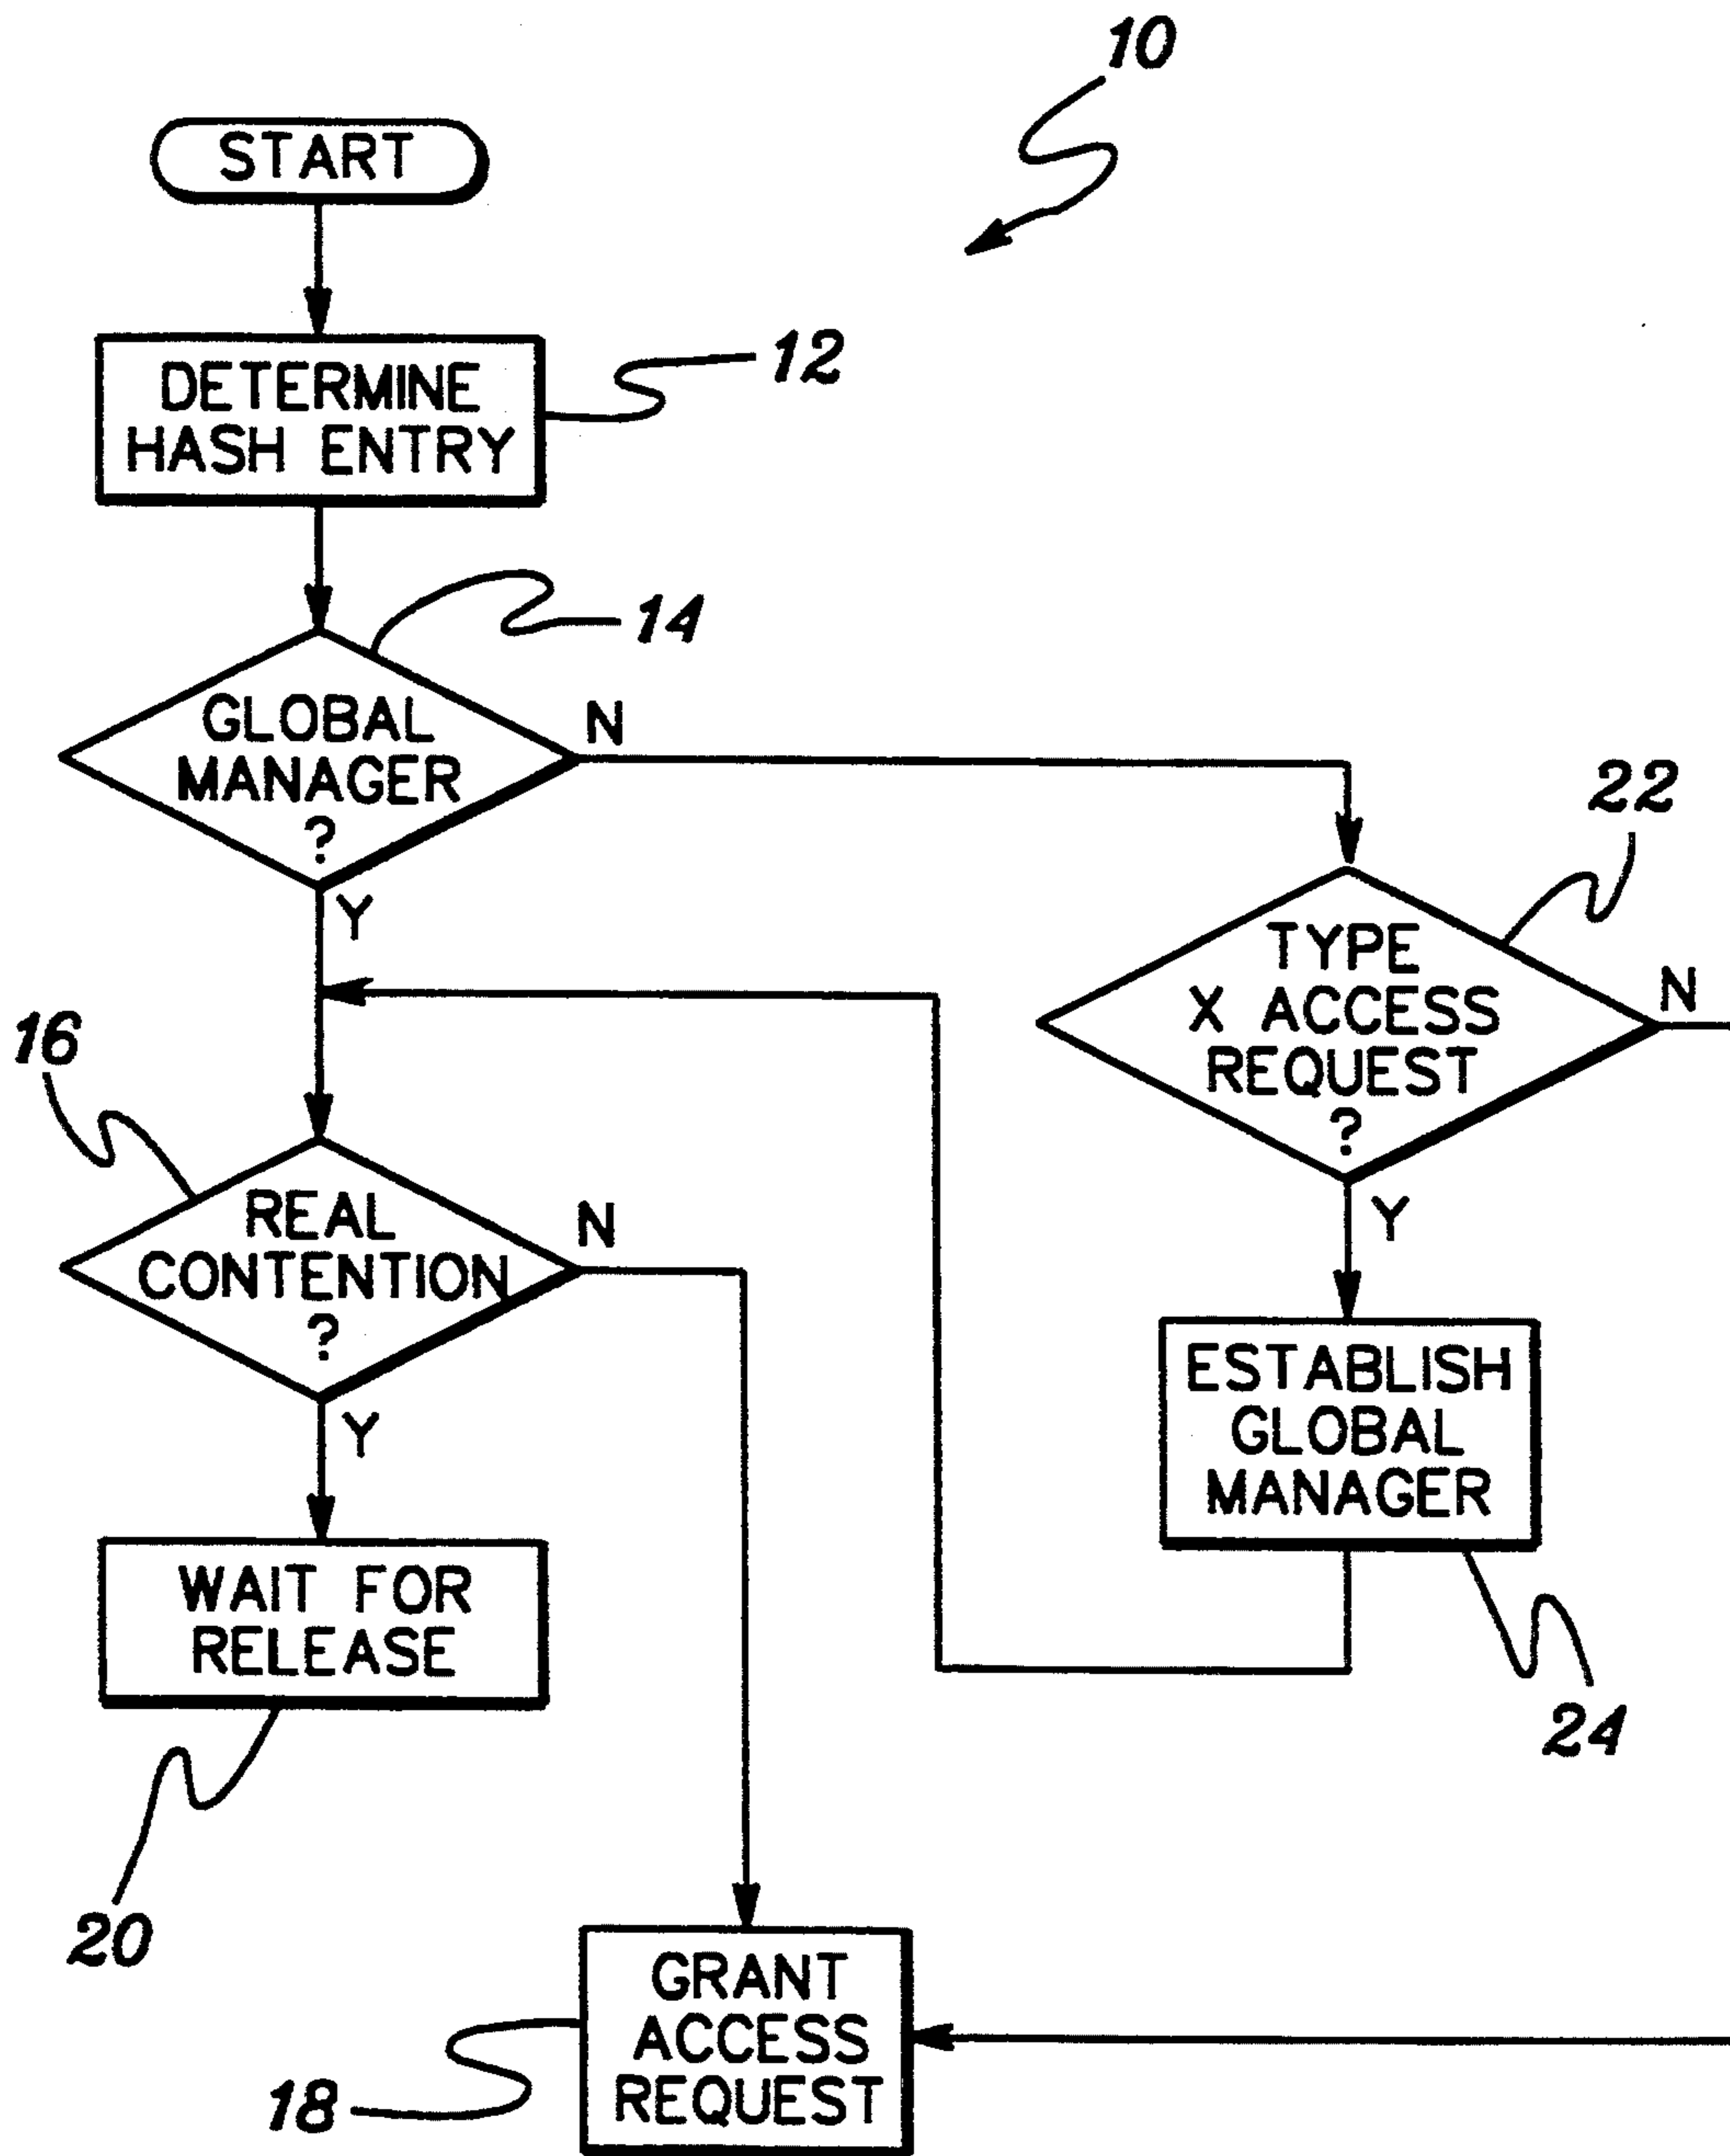 10
START
DETERMINE
HASH ENTRY
12
14
GLOBAL
MANAGER
?
N
Y
22
TYPE
X ACCESS
REQUEST
?
N
Y
16
REAL
CONTENTION
?
N
Y
ESTABLISH
GLOBAL
MANAGER
24
WAIT FOR
RELEASE
20
GRANT
ACCESS
REQUEST
18